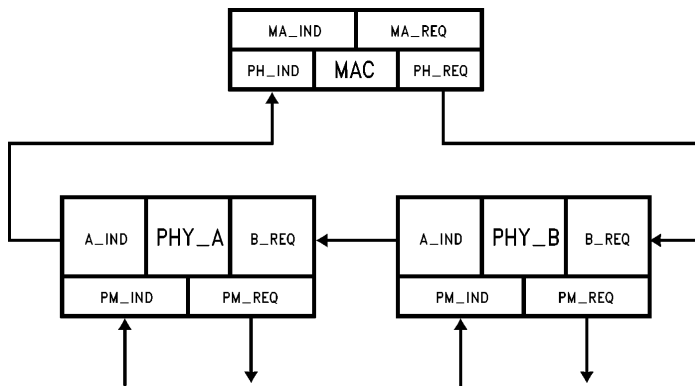 MA_IND MA_REQ
PH_IND MAC PH_REQ
A_IND PHY_A B_REQ A_IND PHY_B B_REQ
PM_IND PM_REQ PM_IND PM_REQ